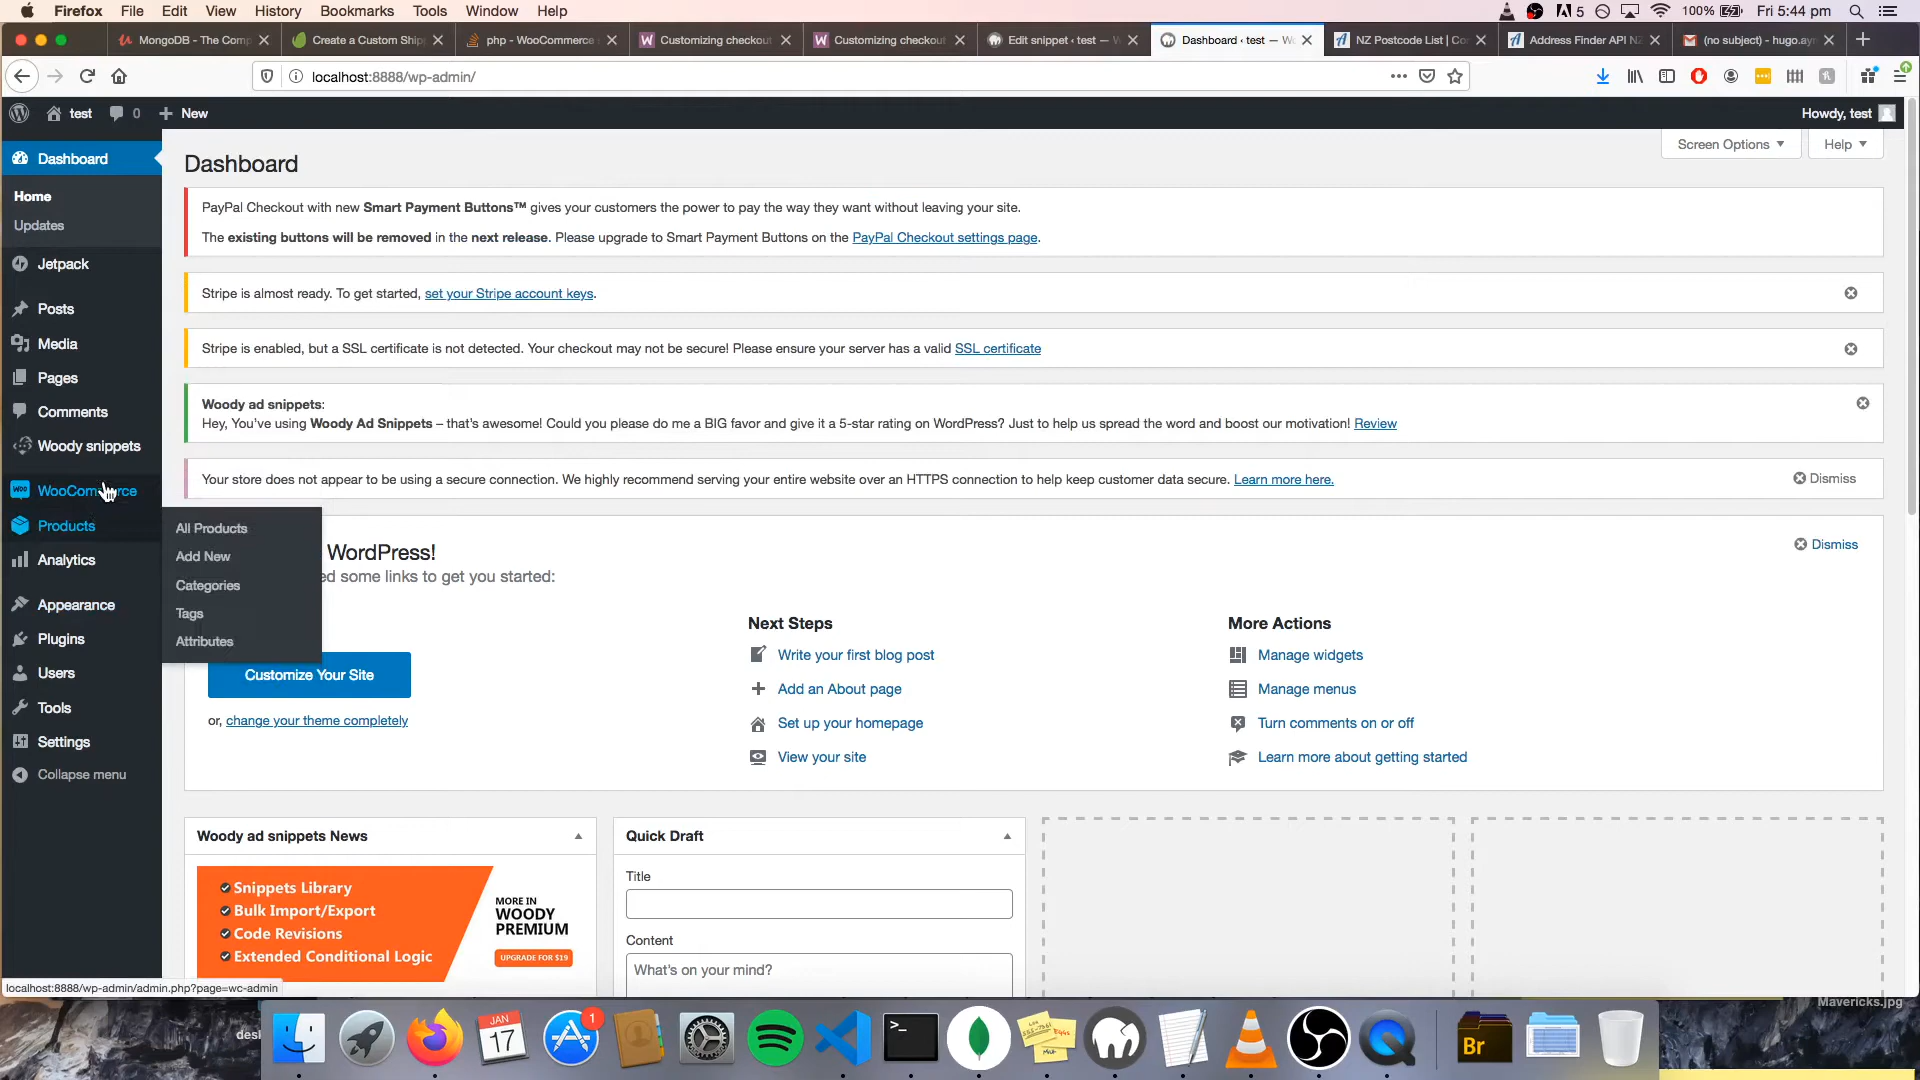 Firefox File Edit View History Bookmarks Tools Window Help
5 100% Fri 5:44 pm
MongoDB - The Comp
Create a Custom Ship
php - WooCommerce
Customizing checkout
Customizing checkout
Edit snippet ‹ test — W
Dashboard ‹ test — Wo
NZ Postcode List | Co
Address Finder API NZ
(no subject) - hugo.ay
localhost:8888/wp-admin/
test 0 New
Howdy, test
Dashboard
Home
Updates
Jetpack
Posts
Media
Pages
Comments
Woody snippets
WooCommerce
Products
Analytics
Appearance
Plugins
Users
Tools
Settings
Collapse menu
All Products
Add New
Categories
Tags
Attributes
Screen Options
Help
Dashboard
PayPal Checkout with new Smart Payment Buttons™ gives your customers the power to pay the way they want without leaving your site.
The existing buttons will be removed in the next release. Please upgrade to Smart Payment Buttons on the PayPal Checkout settings page.
Stripe is almost ready. To get started, set your Stripe account keys.
Stripe is enabled, but a SSL certificate is not detected. Your checkout may not be secure! Please ensure your server has a valid SSL certificate
Woody ad snippets:
Hey, You've using Woody Ad Snippets – that's awesome! Could you please do me a BIG favor and give it a 5-star rating on WordPress? Just to help us spread the word and boost our motivation! Review
Your store does not appear to be using a secure connection. We highly recommend serving your entire website over an HTTPS connection to help keep customer data secure. Learn more here.
Dismiss
WordPress!
ed some links to get you started:
Dismiss
Customize Your Site
or, change your theme completely
Next Steps
Write your first blog post
Add an About page
Set up your homepage
View your site
More Actions
Manage widgets
Manage menus
Turn comments on or off
Learn more about getting started
Woody ad snippets News
Snippets Library
Bulk Import/Export
Code Revisions
Extended Conditional Logic
MORE IN
WOODY
PREMIUM
UPGRADE FOR $19
Quick Draft
Title
Content
What's on your mind?
localhost:8888/wp-admin/admin.php?page=wc-admin
Mavericks.jpg
desk
JAN
17
1
Br